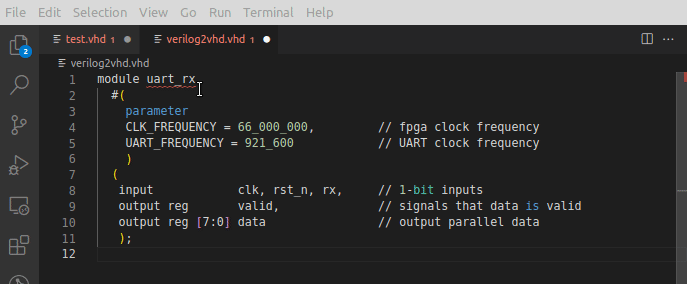 File Edit Selection View Go Run Terminal Help
test.vhd 1 verilog2vhd.vhd 1
2
verilog2vhd.vhd
1 module uart_rx
2 #(
3 parameter
4 CLK_FREQUENCY = 66_000_000, // fpga clock frequency
5 UART_FREQUENCY = 921_600 // UART clock frequency
6 )
7 (
8 input clk, rst_n, rx, // 1-bit inputs
9 output reg valid, // signals that data is valid
10 output reg [7:0] data // output parallel data
11 );
12